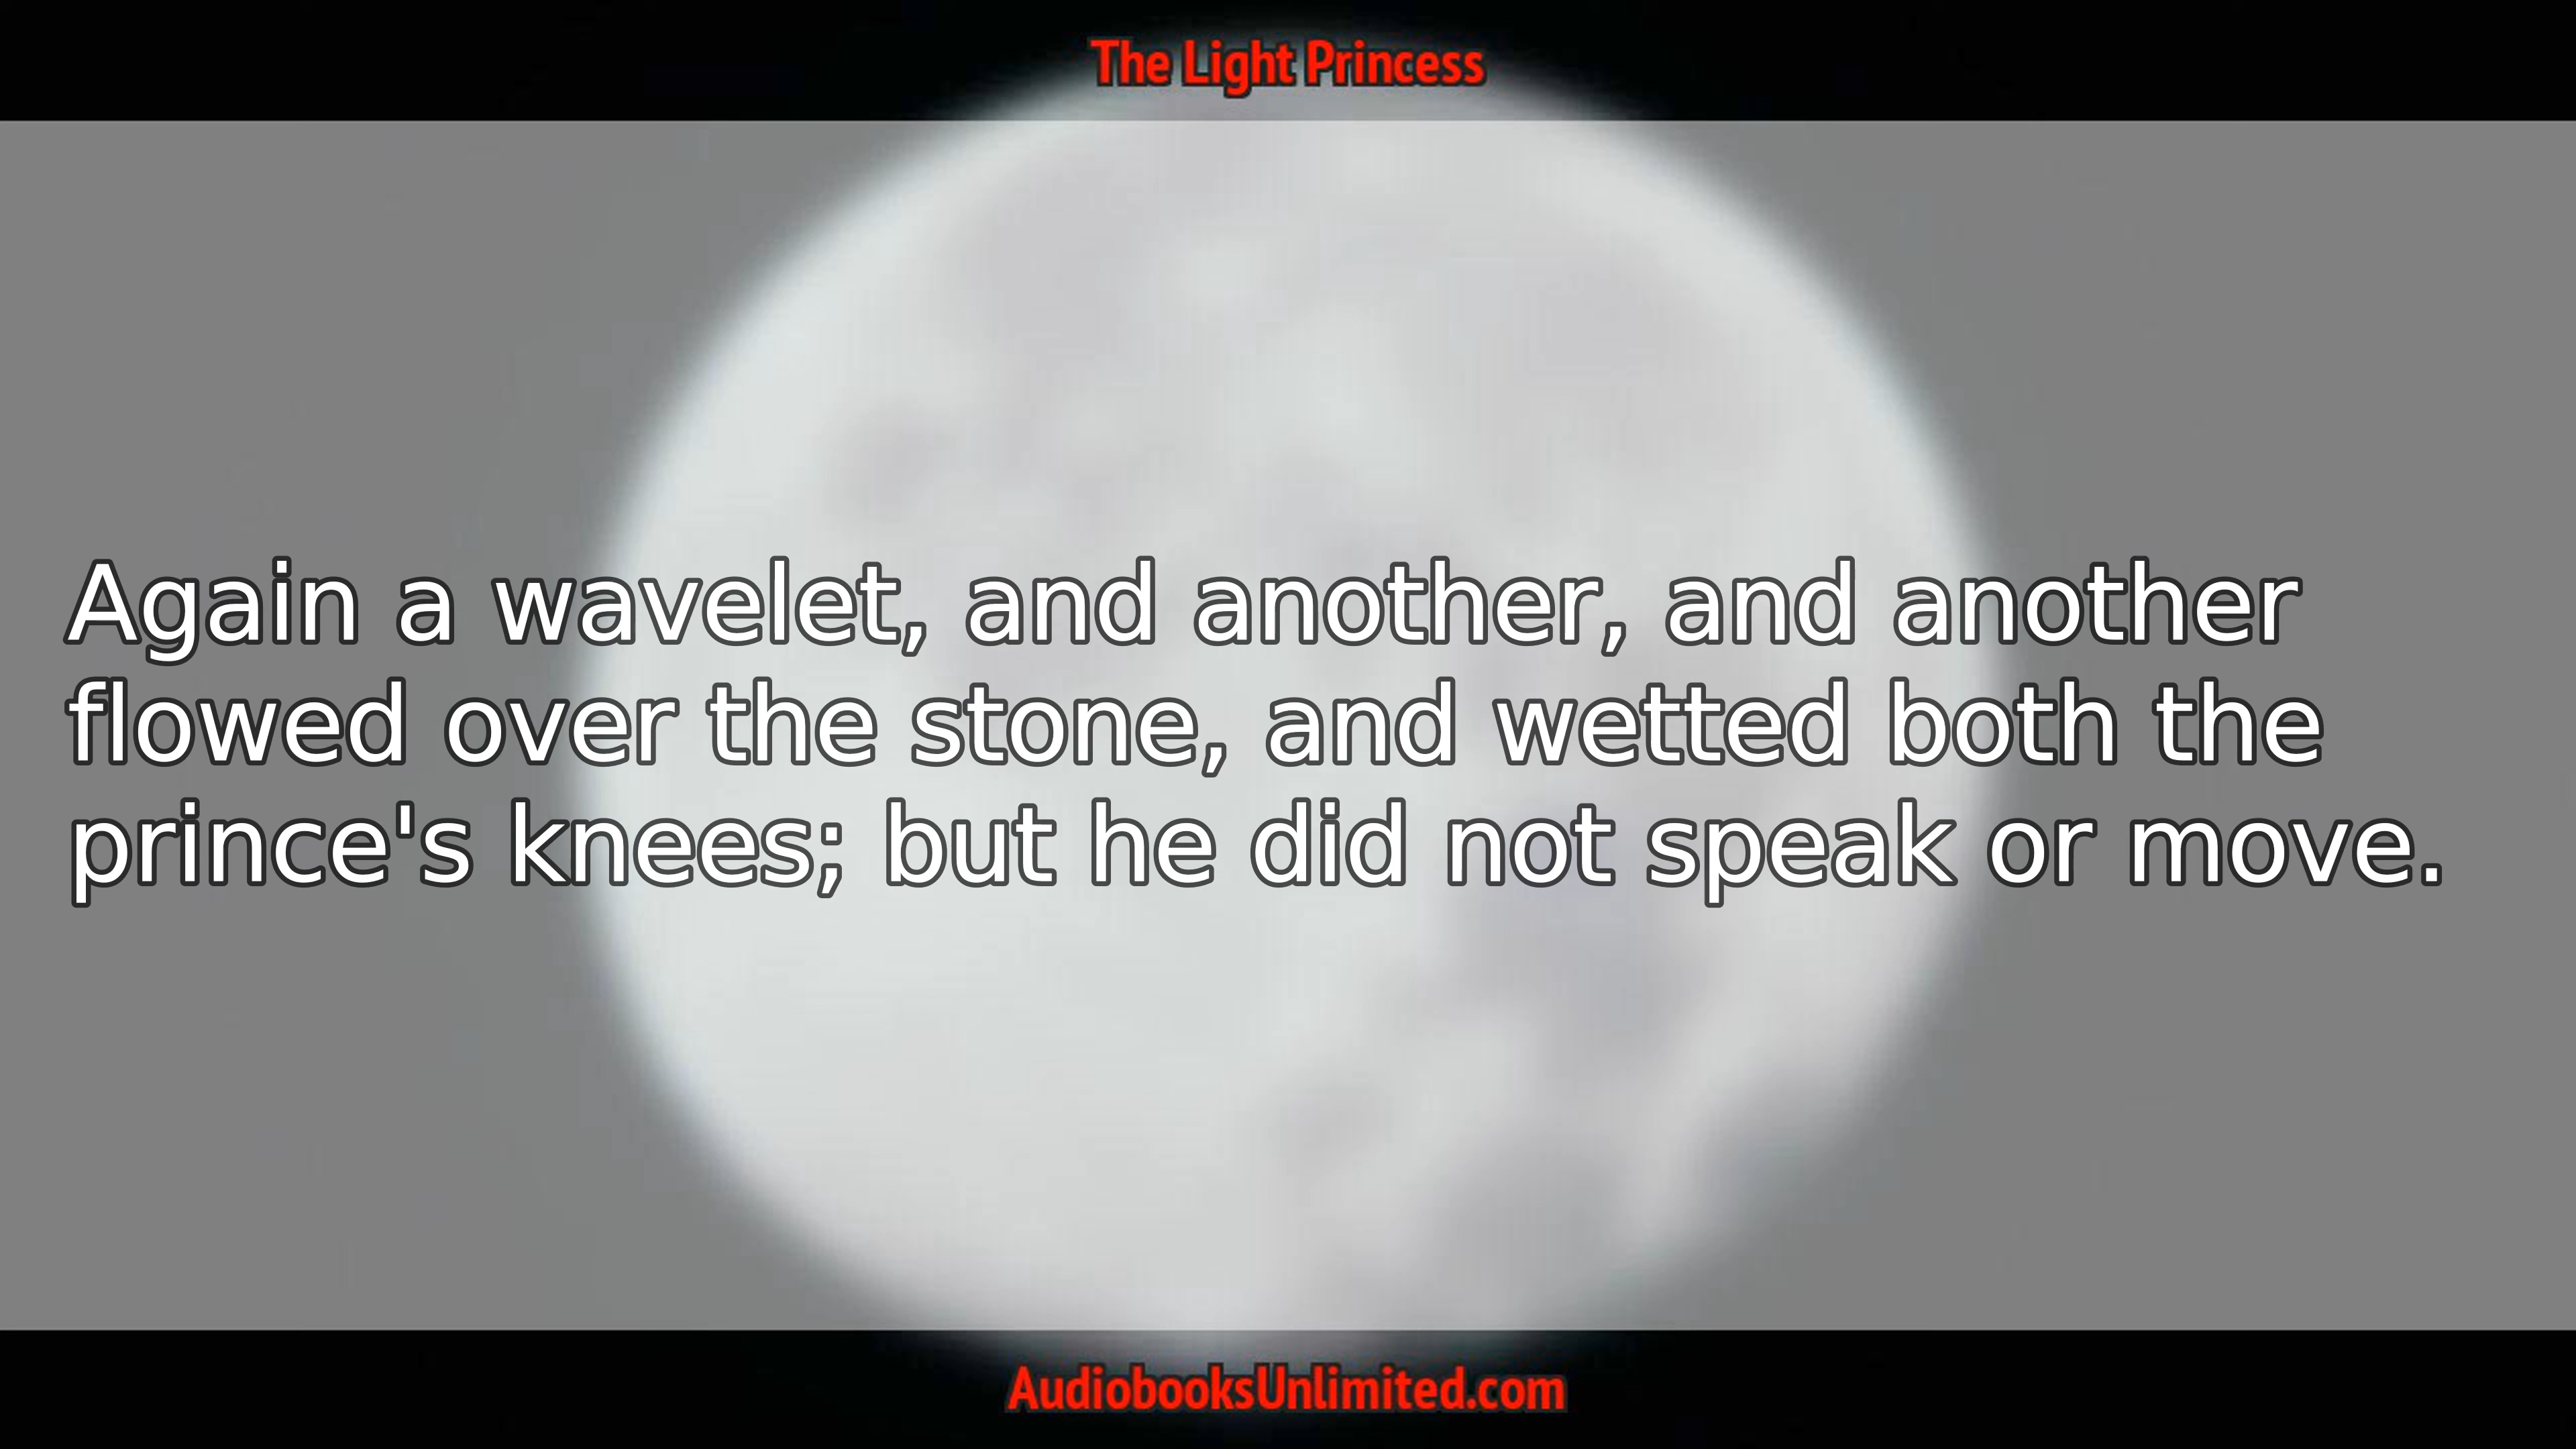 The Light Princess
Again a wavelet, and another, and another
flowed over the stone, and wetted both the
prince's knees; but he did not speak or move.
AudiobooksUnlimited.com